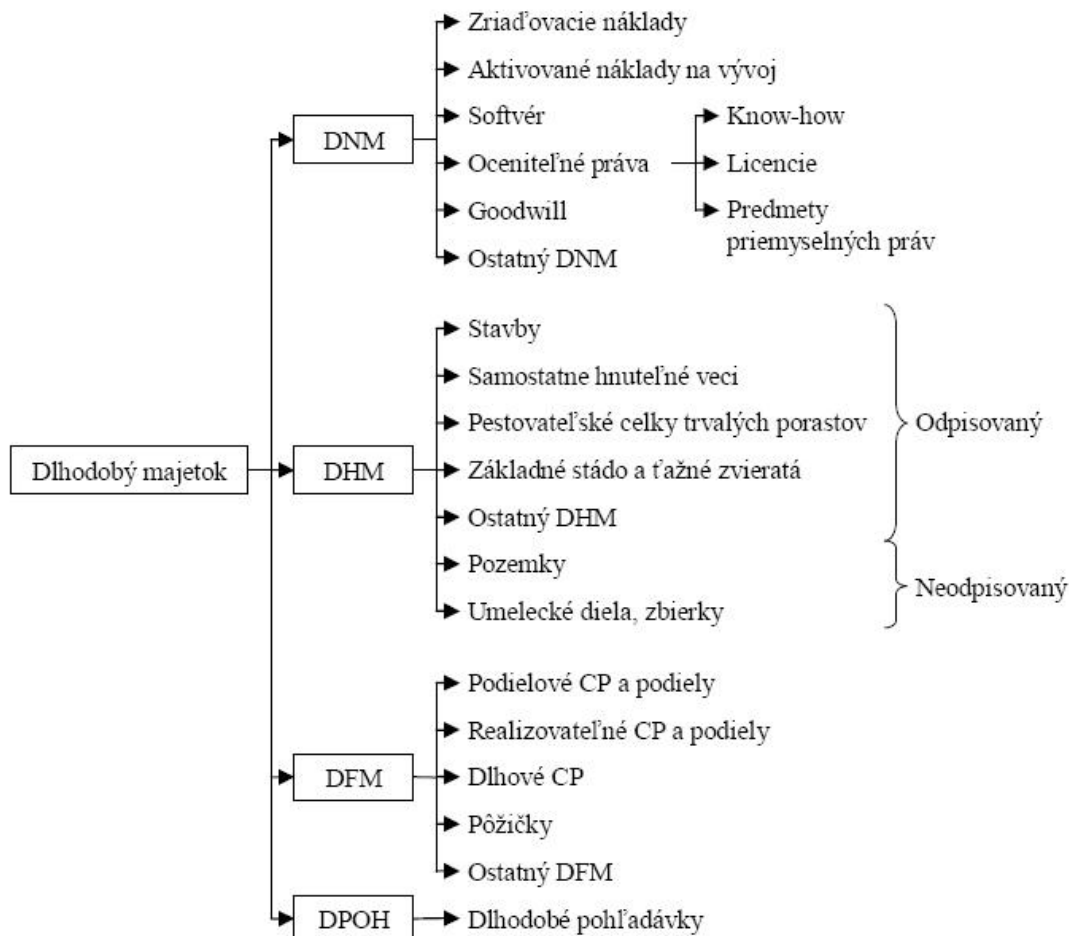 Zriaďovacie náklady
Aktivované náklady na vývoj
Softvér
Know-how
DNM
Oceniteľné práva
Licencie
Goodwill
Predmety
priemyselných práv
Ostatný DNM
Stavby
Samostatne hnuteľné veci
Pestovateľské celky trvalých porastov
Odpisovaný
Dlhodobý majetok
DHM
Základné stádo a ťažné zvieratá
Ostatný DHM
Pozemky
Neodpisovaný
Umelecké diela, zbierky
Podielové CP a podiely
Realizovateľné CP a podiely
DFM
Dlhové CP
Pôžičky
Ostatný DFM
DPOH
Dlhodobé pohľadávky